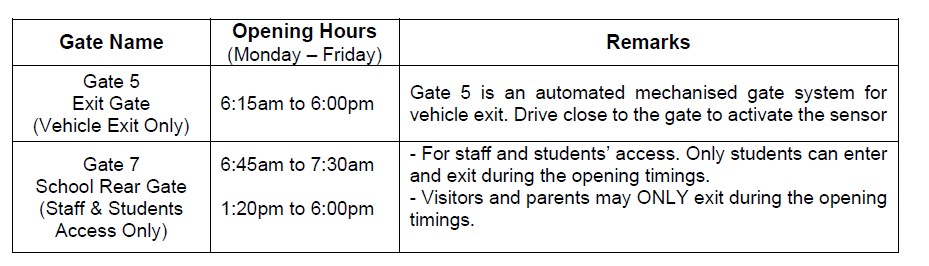 Gate Name
Opening Hours
(Monday – Friday)
Remarks
Gate 5
Exit Gate
(Vehicle Exit Only)
6:15am to 6:00pm
Gate 5 is an automated mechanised gate system for
vehicle exit. Drive close to the gate to activate the sensor
Gate 7
School Rear Gate
(Staff & Students
Access Only)
6:45am to 7:30am
1:20pm to 6:00pm
- For staff and students’ access. Only students can enter
and exit during the opening timings.
- Visitors and parents may ONLY exit during the opening
timings.